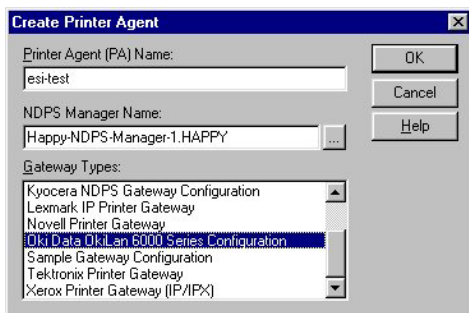 Create Printer Agent
Printer Agent (PA) Name:
esi-test
NDPS Manager Name:
Happy-NDPS-Manager-1.HAPPY
...
Gateway Types:
Kyocera NDPS Gateway Configuration
Lexmark IP Printer Gateway
Novell Printer Gateway
Oki Data OkiLan 6000 Series Configuration
Sample Gateway Configuration
Tektronix Printer Gateway
Xerox Printer Gateway (IP/IPX)
OK
Cancel
Help